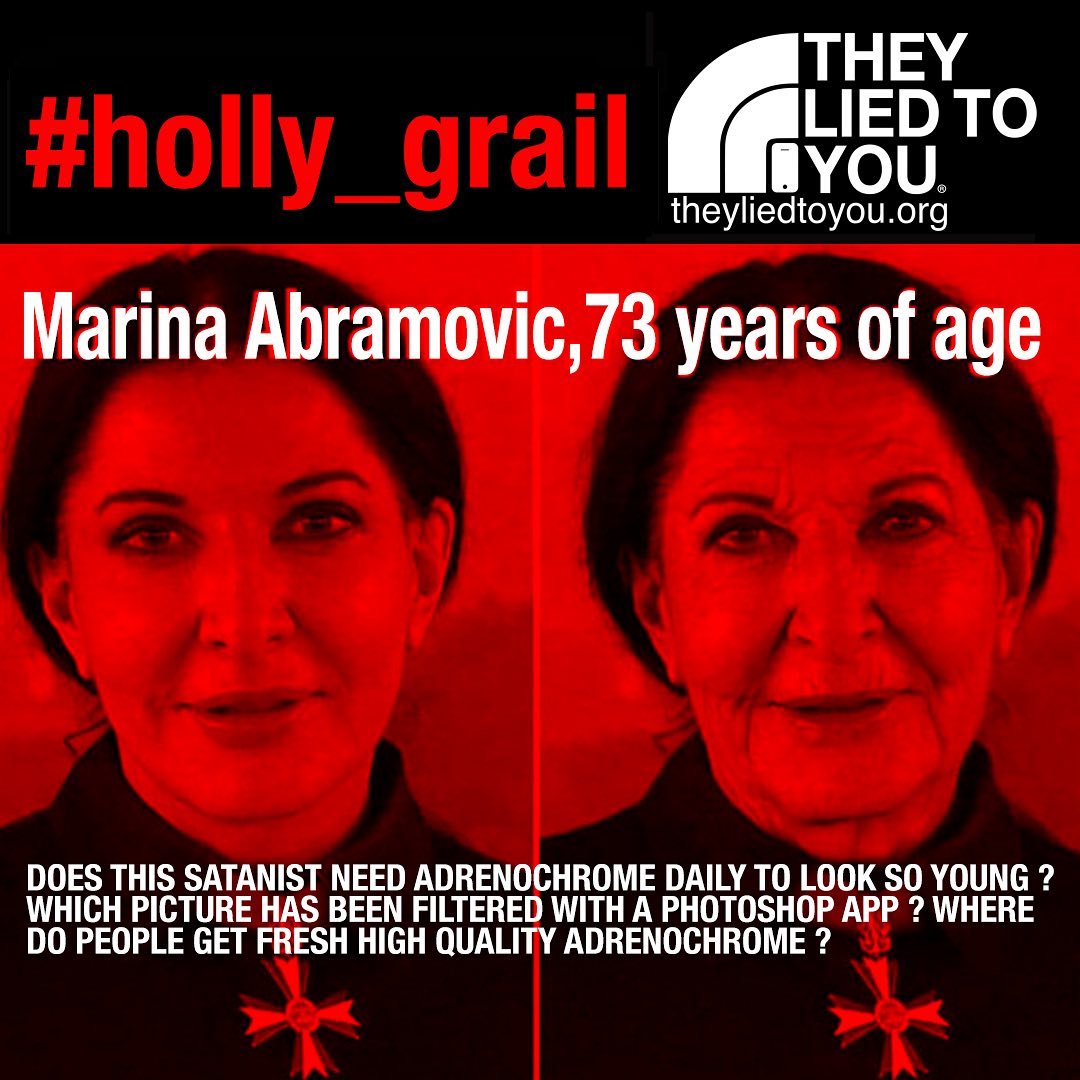 #holly_grail
THEY
LIED TO
YOU®
theyliedtoyou.org
Marina Abramovic,73 years of age
DOES THIS SATANIST NEED ADRENOCHROME DAILY TO LOOK SO YOUNG ?
WHICH PICTURE HAS BEEN FILTERED WITH A PHOTOSHOP APP ? WHERE
DO PEOPLE GET FRESH HIGH QUALITY ADRENOCHROME ?